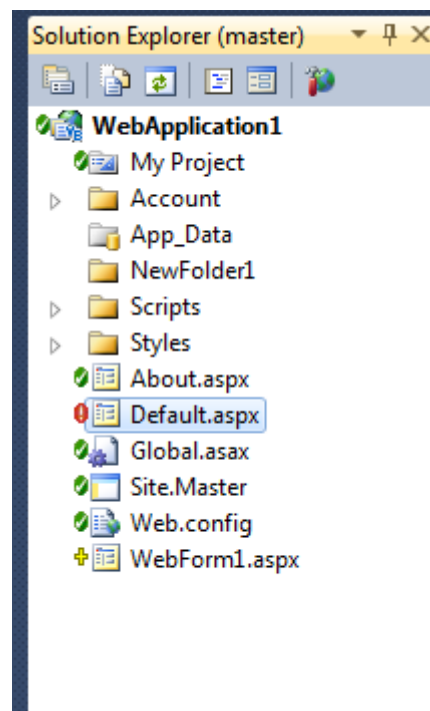 Solution Explorer (master)
WebApplication1
My Project
Account
App_Data
NewFolder1
Scripts
Styles
About.aspx
Default.aspx
Global.asax
Site.Master
Web.config
WebForm1.aspx